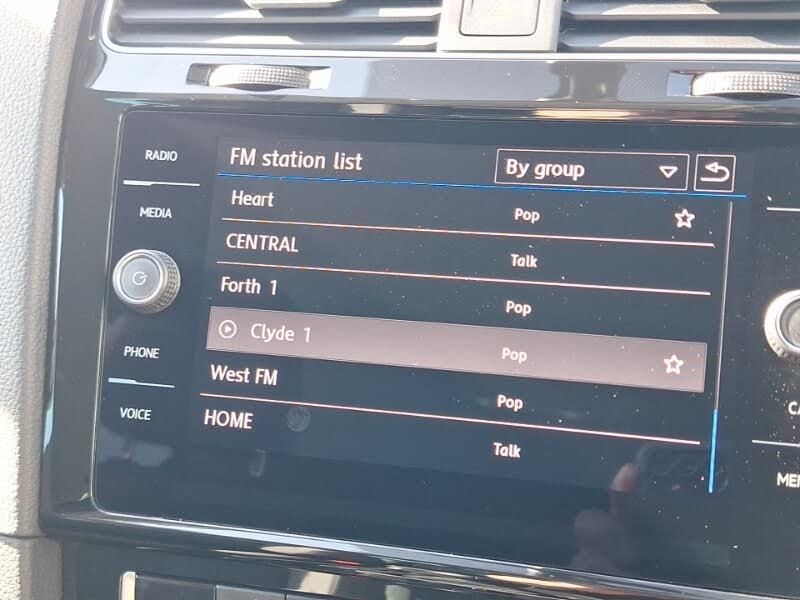 RADIO
MEDIA
PHONE
VOICE
FM station list By group
Heart Pop
CENTRAL Talk
Forth 1 Pop
Clyde 1 Pop
West FM Pop
HOME Talk